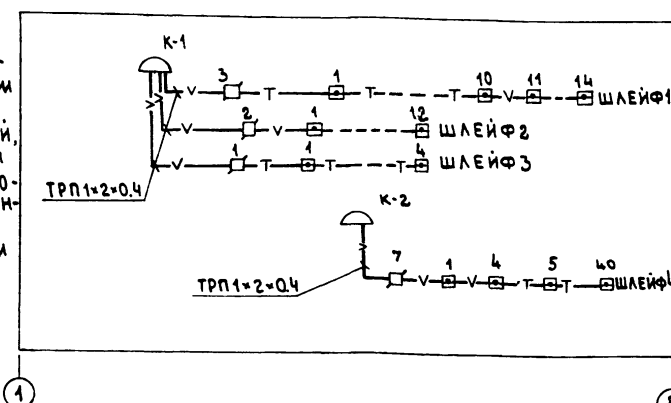 К-1
3 1 10 11 14
V Т Т Т V ШЛЕЙФ1
2 1 12
V V ШЛЕЙФ2
1 1 4
V Т Т Т ШЛЕЙФ3
ТРП1×2×0.4
К-2
7 1 4 5 40
V V Т Т ШЛЕЙФ4
ТРП1×2×0.4
1